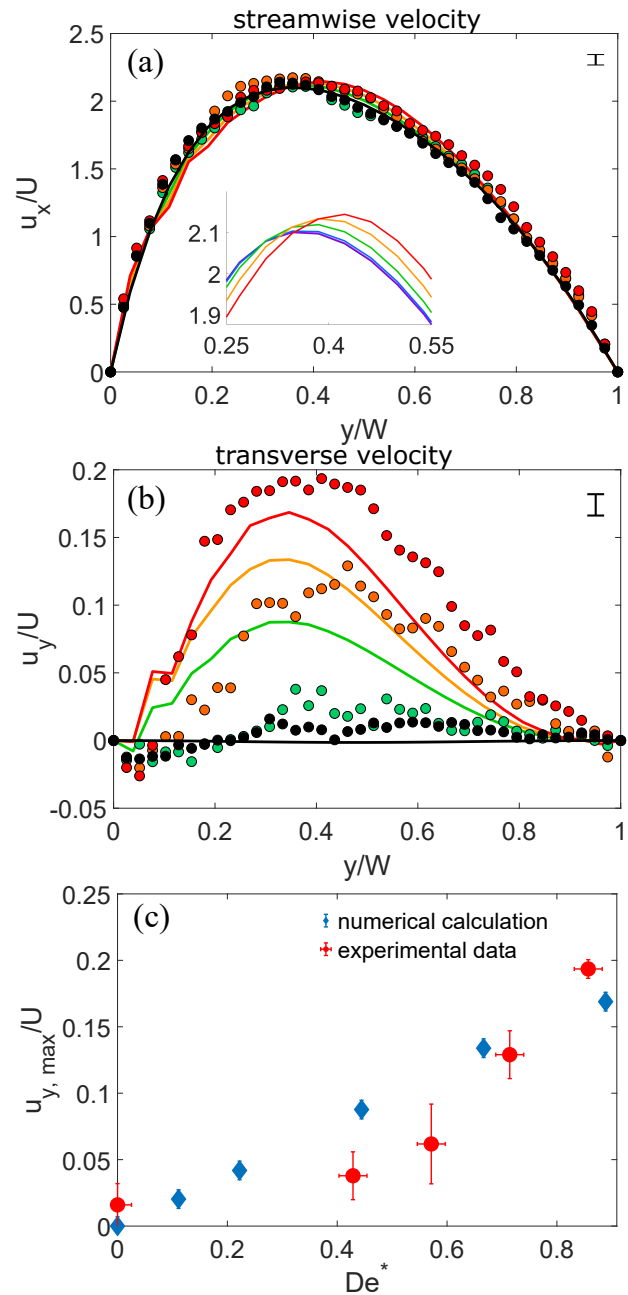 streamwise velocity
(a)
2.5
2
1.5
1
0.5
0
u_x/U
2.1
2
1.9
0.25 0.4 0.55
0 0.2 0.4 0.6 0.8 1
y/W
transverse velocity
(b)
0.2
0.15
0.1
0.05
0
-0.05
u_y/U
0 0.2 0.4 0.6 0.8 1
y/W
(c)
0.25
0.2
0.15
0.1
0.05
0
u_{y, max}/U
numerical calculation
experimental data
0 0.2 0.4 0.6 0.8
De^*